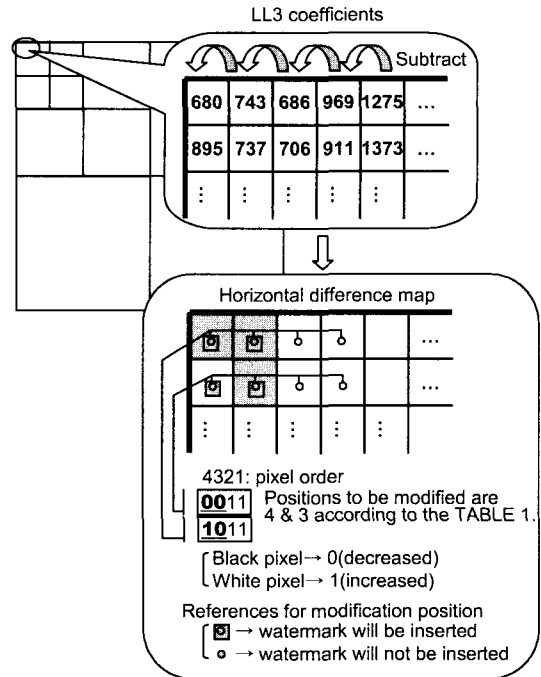 LL3 coefficients
Subtract
680 743 686 969 1275 ...
895 737 706 911 1373 ...
⋮ ⋮ ⋮ ⋮ ⋮
Horizontal difference map
...
...
⋮ ⋮ ⋮ ⋮ ⋮
4321: pixel order
0011 Positions to be modified are
1011 4 & 3 according to the TABLE 1.
Black pixel→ 0(decreased)
White pixel→ 1(increased)
References for modification position
→ watermark will be inserted
→ watermark will not be inserted